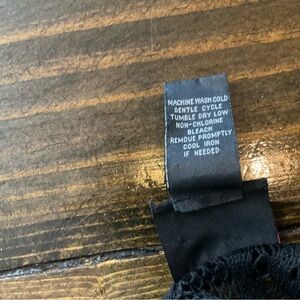 MACHINE WASH COLD
GENTLE CYCLE
TUMBLE DRY LOW
NON-CHLORINE
BLEACH
REMOVE PROMPTLY
COOL IRON
IF NEEDED